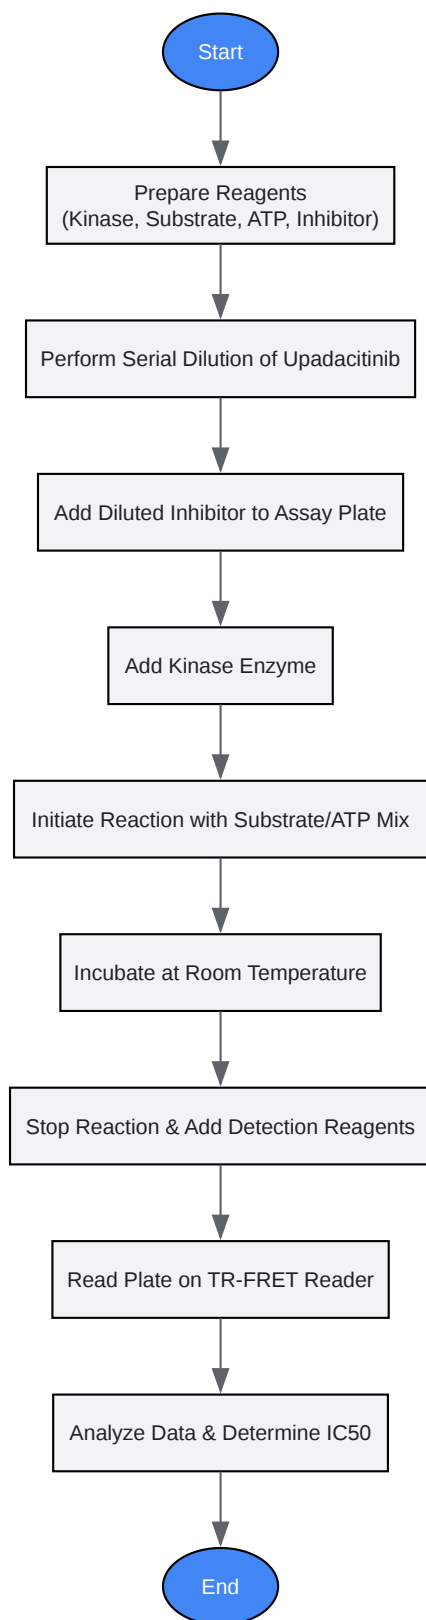 Start
Prepare Reagents
(Kinase, Substrate, ATP, Inhibitor)
Perform Serial Dilution of Upadacitinib
Add Diluted Inhibitor to Assay Plate
Add Kinase Enzyme
Initiate Reaction with Substrate/ATP Mix
Incubate at Room Temperature
Stop Reaction & Add Detection Reagents
Read Plate on TR-FRET Reader
Analyze Data & Determine IC50
End